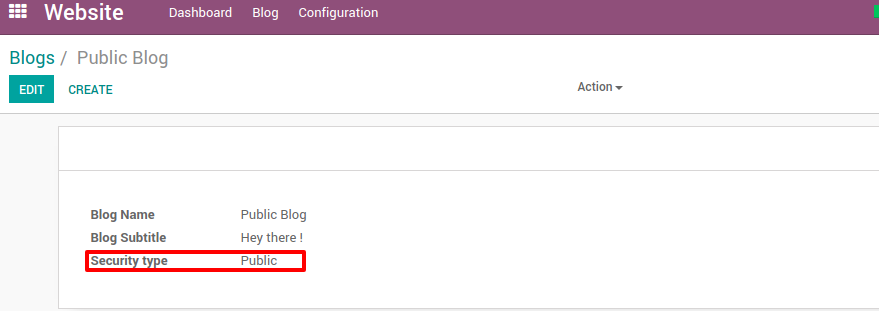 Website Dashboard Blog Configuration
Blogs / Public Blog
EDIT CREATE Action
Blog Name Public Blog
Blog Subtitle Hey there !
Security type Public